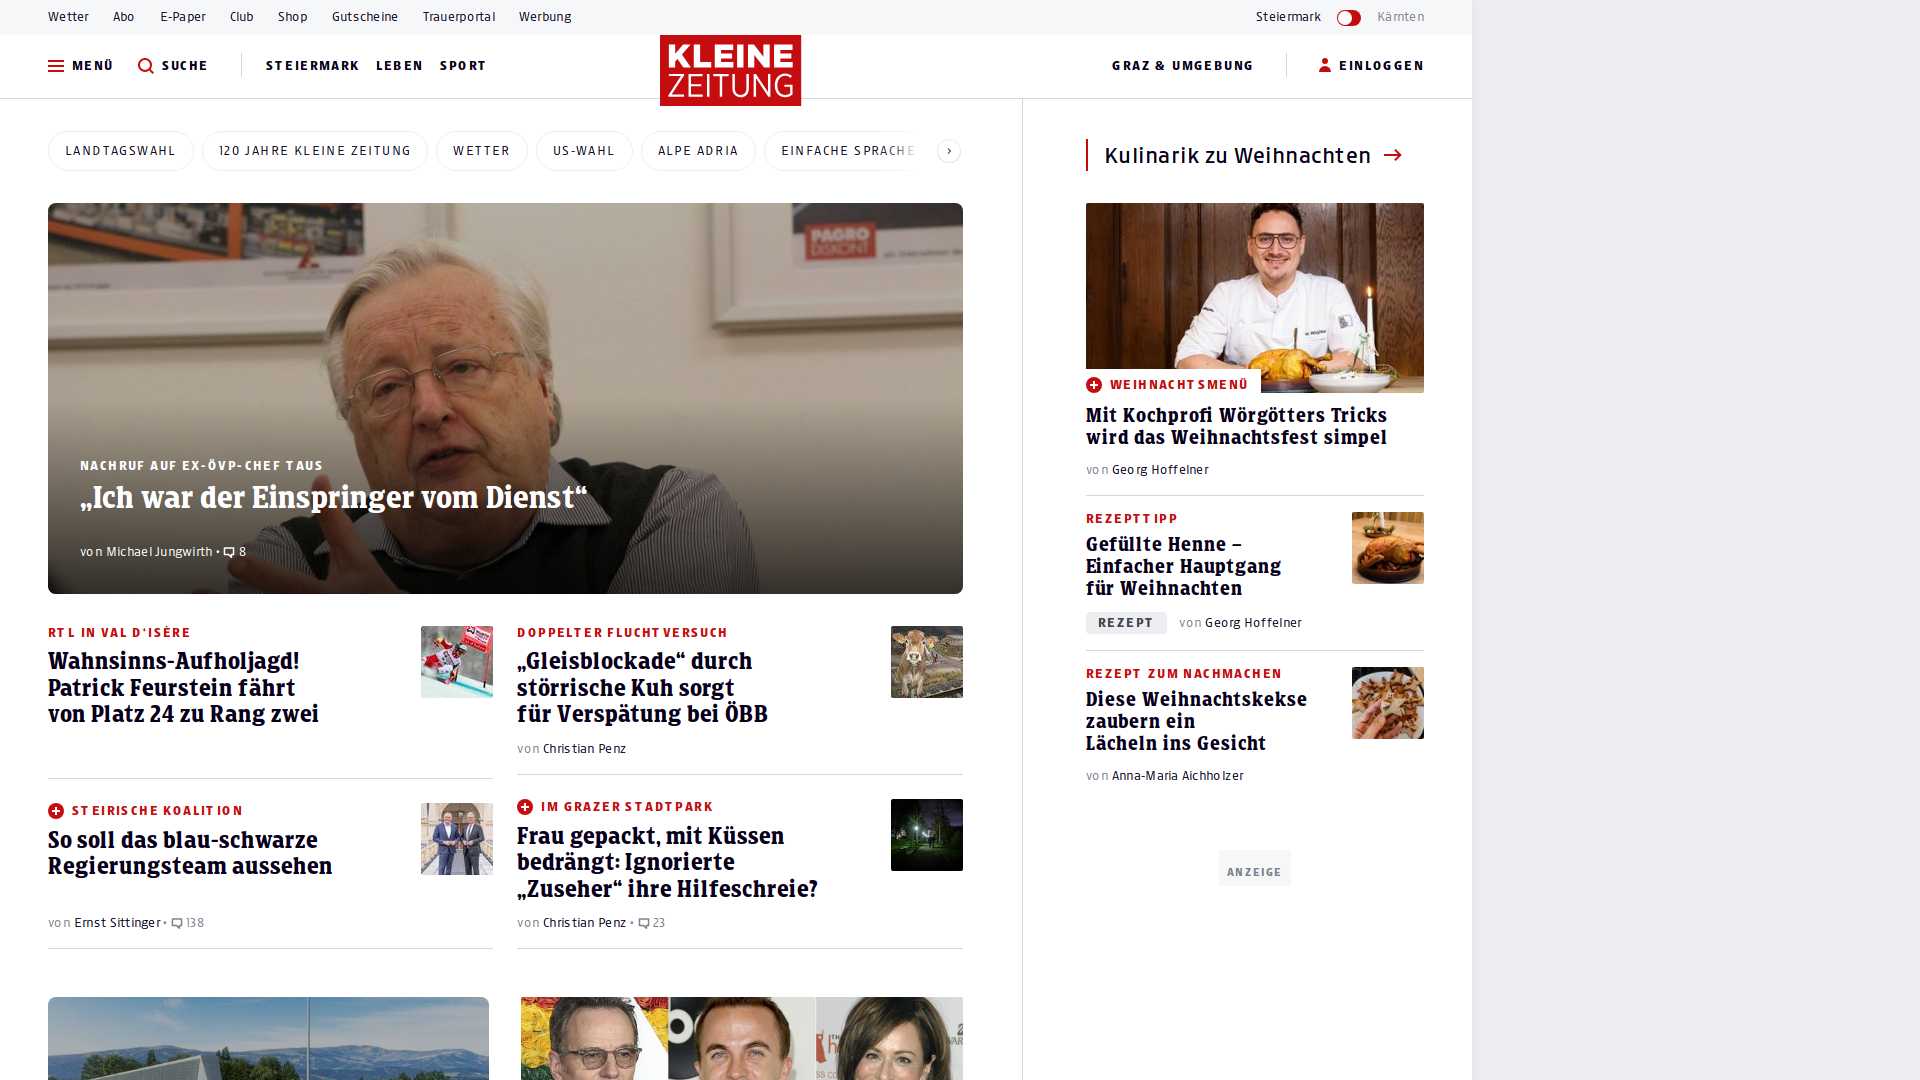 Wetter Abo E-Paper Club Shop Gutscheine Trauerportal Werbung Steiermark Kärnten
MENÜ SUCHE STEIERMARK LEBEN SPORT KLEINE ZEITUNG GRAZ & UMGEBUNG EINLOGGEN
LANDTAGSWAHL 120 JAHRE KLEINE ZEITUNG WETTER US-WAHL ALPE ADRIA EINFACHE SPRACHE
PAGRO
DISKONT
NACHRUF AUF EX-ÖVP-CHEF TAUS
„Ich war der Einspringer vom Dienst“
von Michael Jungwirth • 8
RTL IN VAL D'ISÈRE
Wahnsinns-Aufholjagd!
Patrick Feurstein fährt
von Platz 24 zu Rang zwei
DOPPELTER FLUCHTVERSUCH
„Gleisblockade“ durch
störrische Kuh sorgt
für Verspätung bei ÖBB
von Christian Penz
STEIRISCHE KOALITION
So soll das blau-schwarze
Regierungsteam aussehen
von Ernst Sittinger • 138
IM GRAZER STADTPARK
Frau gepackt, mit Küssen
bedrängt: Ignorierte
„Zuseher“ ihre Hilfeschreie?
von Christian Penz • 23
Kulinarik zu Weihnachten
WEIHNACHTSMENÜ
Mit Kochprofi Wörgötters Tricks
wird das Weihnachtsfest simpel
von Georg Hoffelner
REZEPTTIPP
Gefüllte Henne –
Einfacher Hauptgang
für Weihnachten
REZEPT von Georg Hoffelner
REZEPT ZUM NACHMACHEN
Diese Weihnachtskekse
zaubern ein
Lächeln ins Gesicht
von Anna-Maria Aichholzer
ANZEIGE